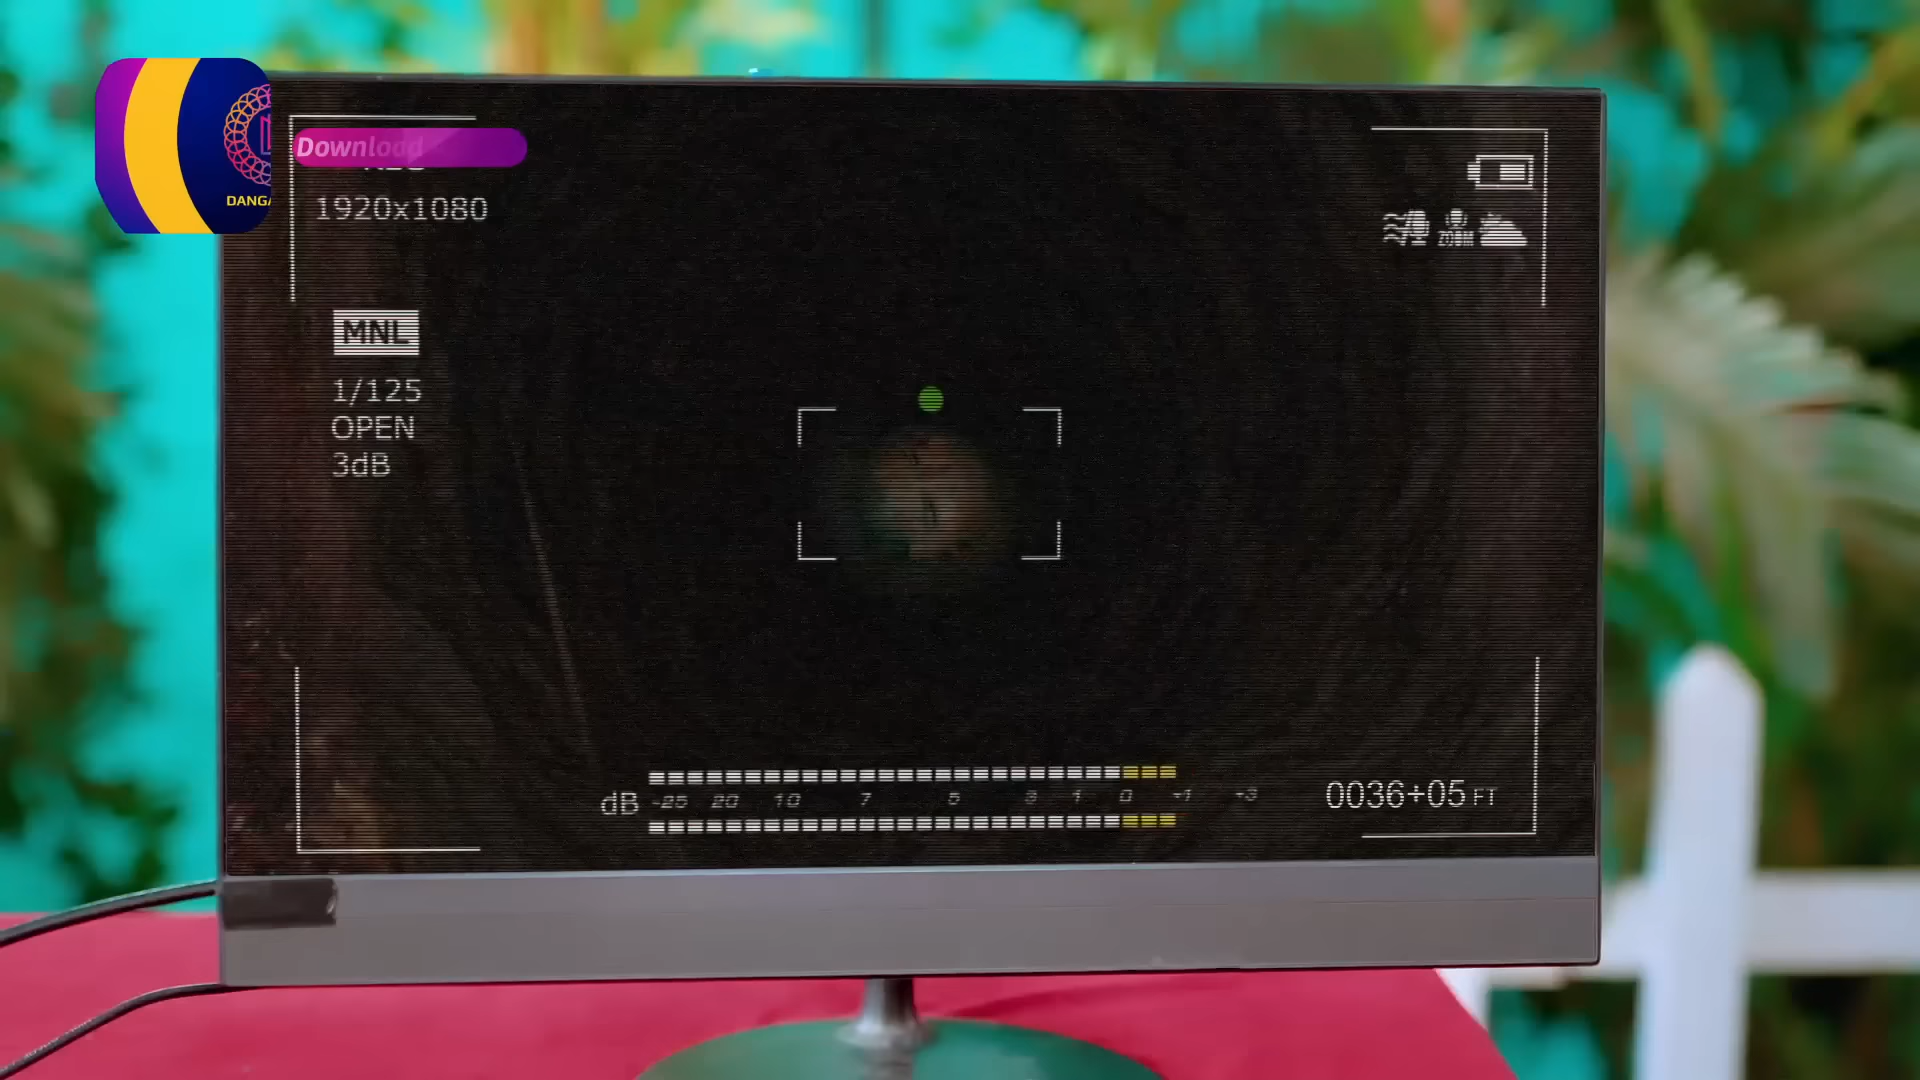 DANGA
Download
1920x1080
ZOOM
MNL
1/125
OPEN
3dB
dB -25 20 10 7 5 3 1 0 +1 +3
0036+05 FT